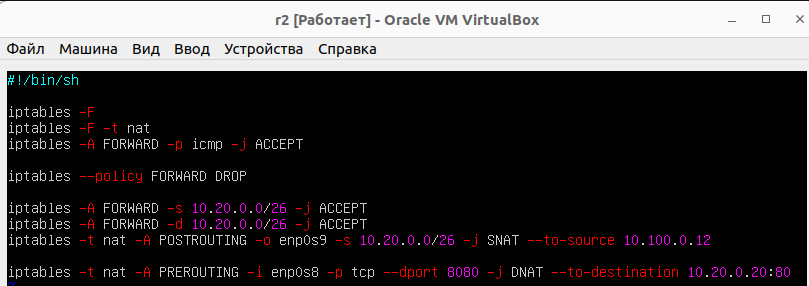 r2 [Работает] - Oracle VM VirtualBox
Файл Машина Вид Ввод Устройства Справка
#!/bin/sh
iptables -F
iptables -F -t nat
iptables -A FORWARD -p icmp -j ACCEPT
iptables --policy FORWARD DROP
iptables -A FORWARD -s 10.20.0.0/26 -j ACCEPT
iptables -A FORWARD -d 10.20.0.0/26 -j ACCEPT
iptables -t nat -A POSTROUTING -o enp0s9 -s 10.20.0.0/26 -j SNAT --to-source 10.100.0.12
iptables -t nat -A PREROUTING -i enp0s8 -p tcp --dport 8080 -j DNAT --to-destination 10.20.0.20:80